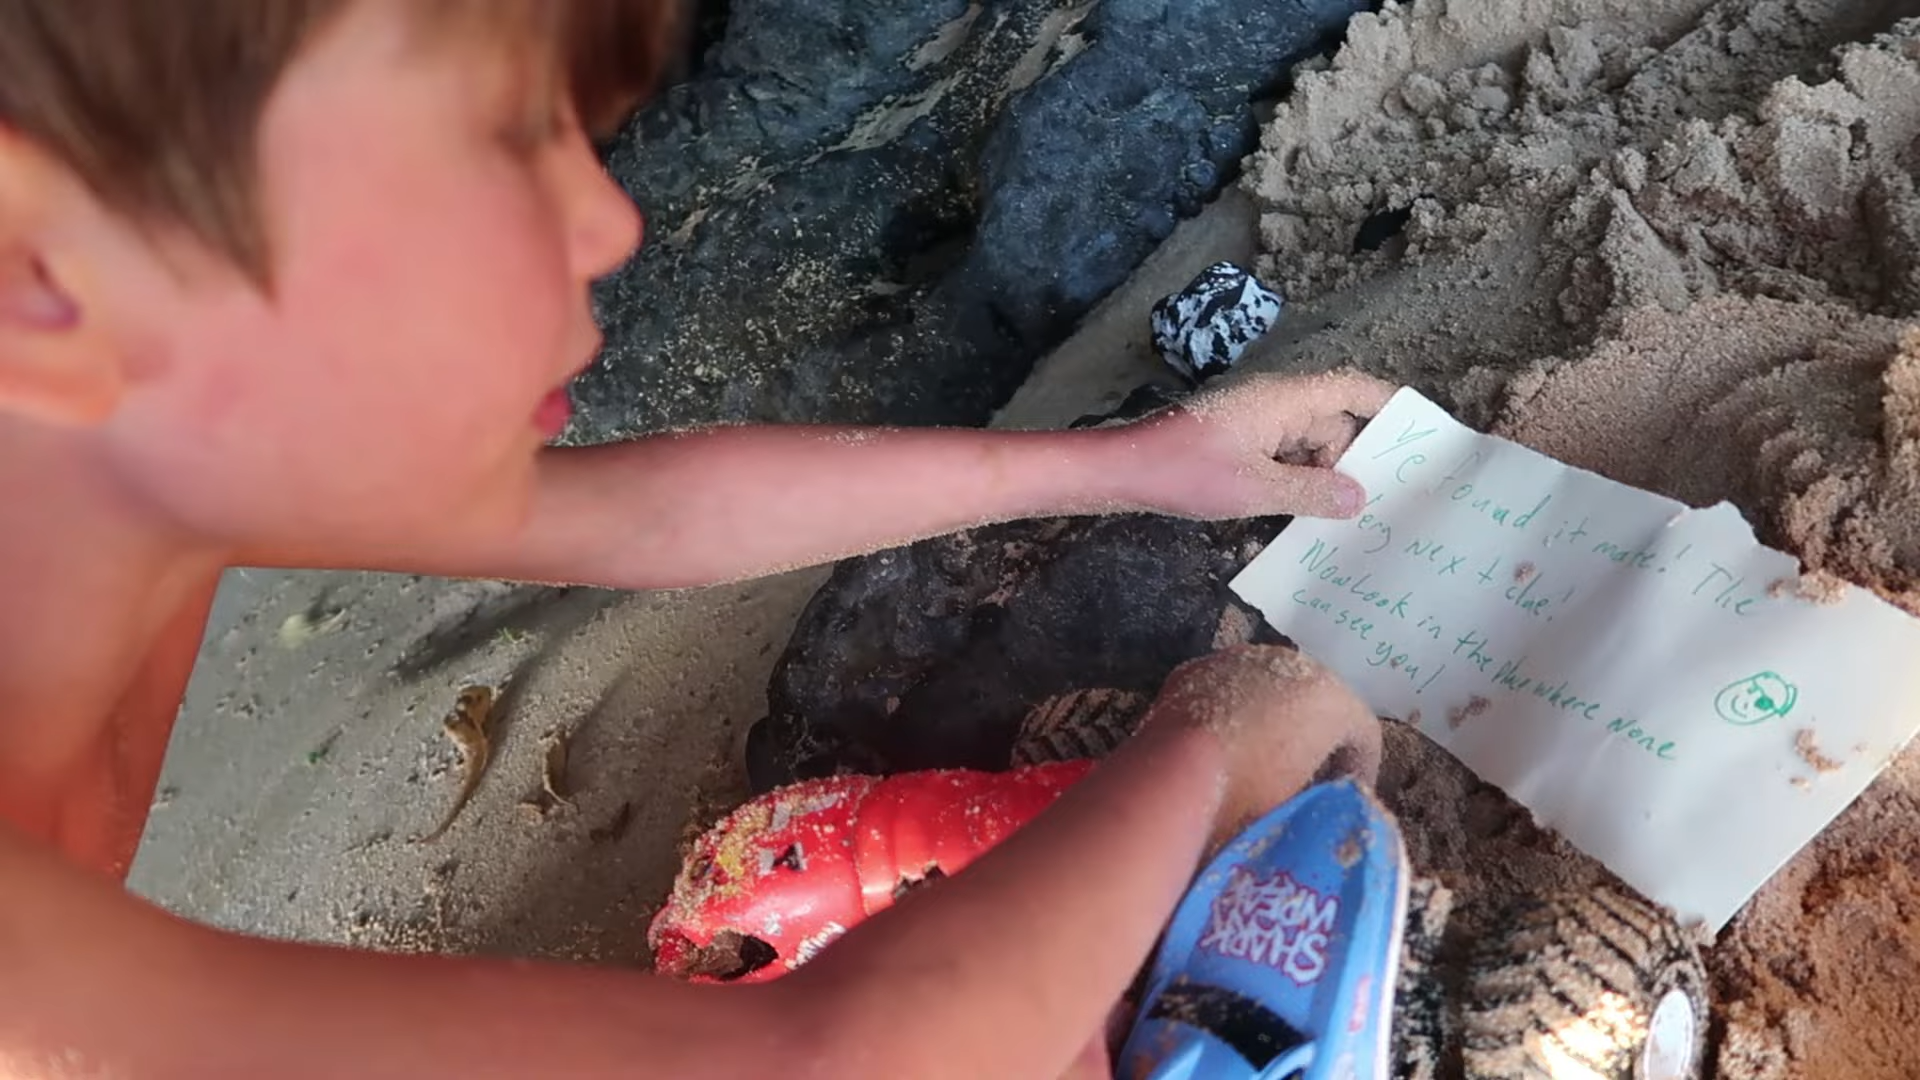 Ye found it mate! The
Very Next clue!
Now Look in the where None
can see you!
SHARK
WREAK